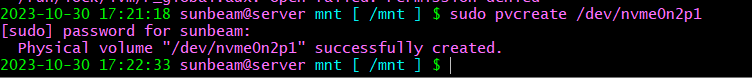 2023-10-30 17:21:18 sunbeam@server mnt [ /mnt ] $ sudo pvcreate /dev/nvme0n2p1
[sudo] password for sunbeam:
  Physical volume "/dev/nvme0n2p1" successfully created.
2023-10-30 17:22:33 sunbeam@server mnt [ /mnt ] $